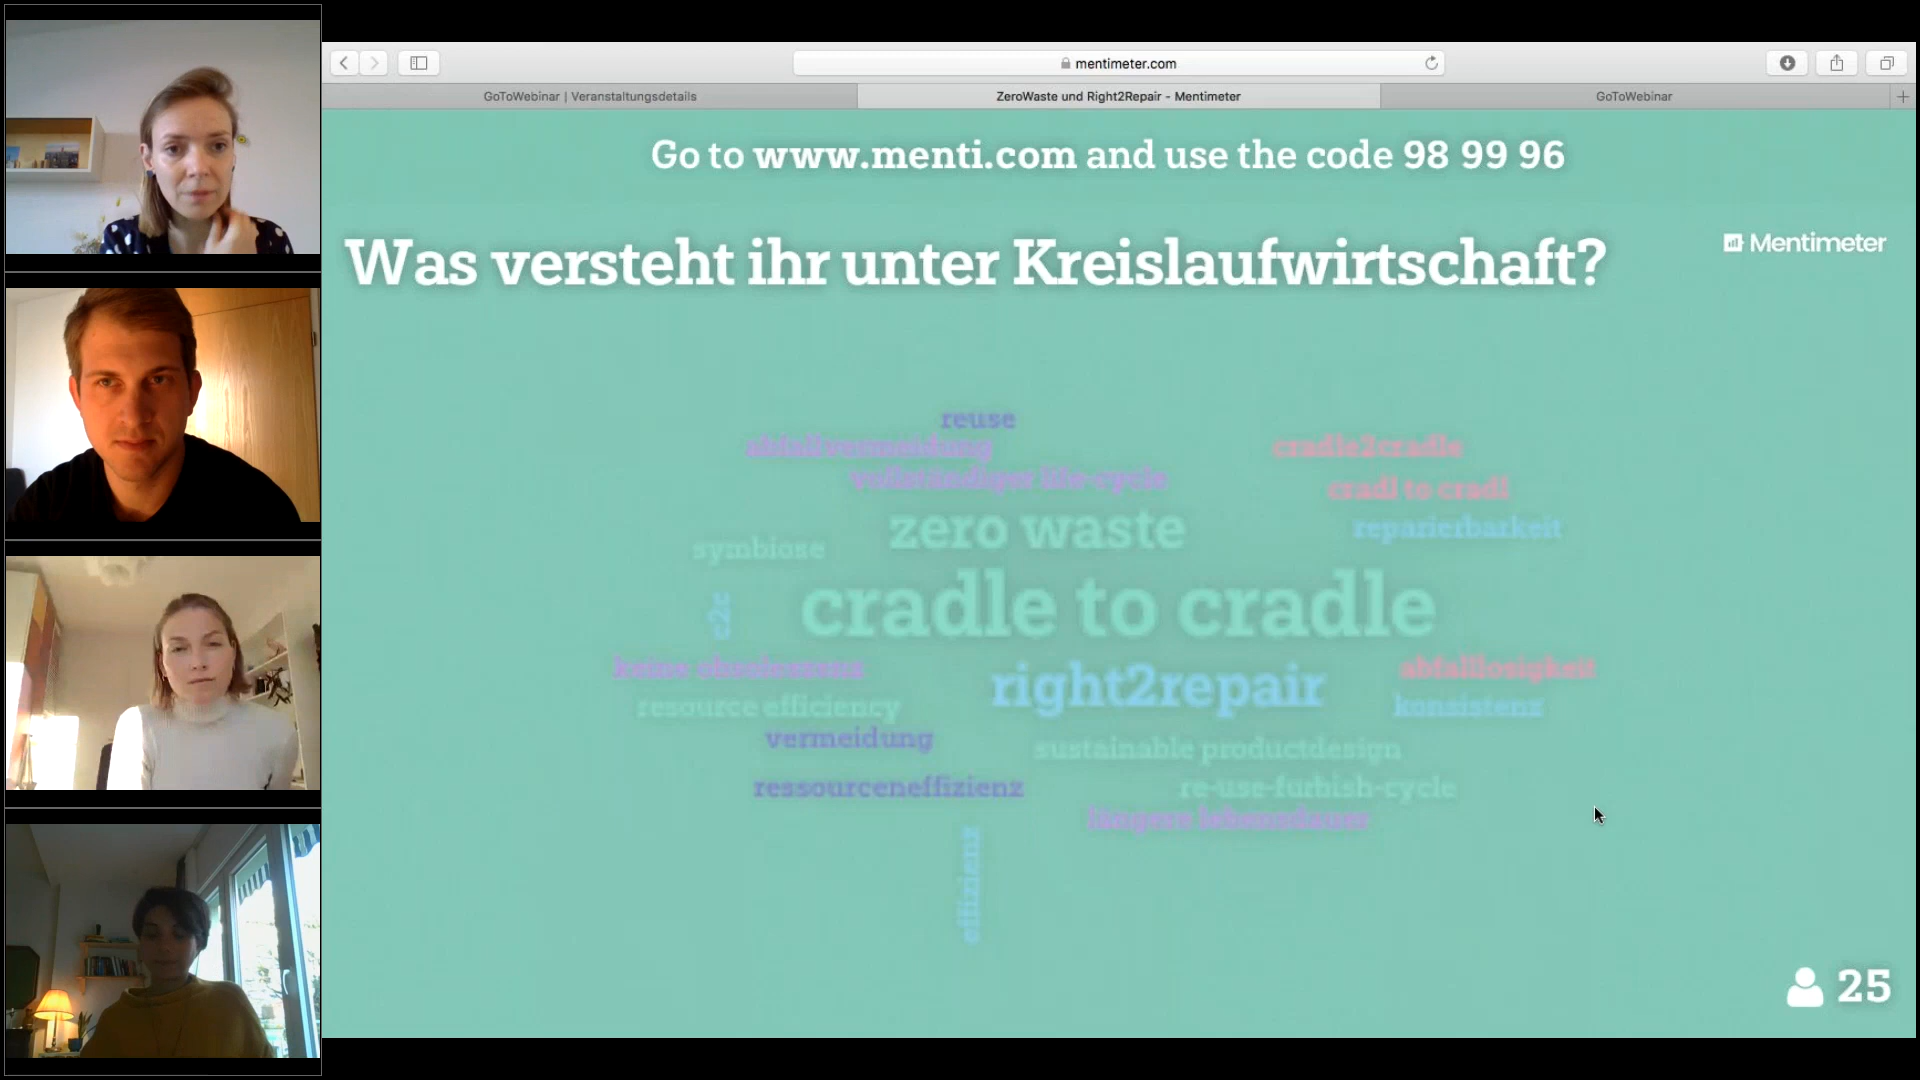 mentimeter.com
GoToWebinar | Veranstaltungsdetails
ZeroWaste und Right2Repair - Mentimeter
GoToWebinar
Go to www.menti.com and use the code 98 99 96
Was versteht ihr unter Kreislaufwirtschaft?
Mentimeter
reuse
abfallvermeidung
cradle2cradle
vollständiger life-cycle
cradl to cradl
zero waste
reparierbarkeit
symbiose
cradle to cradle
c2c
keine obsoleszenz
right2repair
abfalllosigkeit
resource efficiency
konsistenz
vermeidung
sustainable productdesign
ressourceneffizienz
re-use-furbish-cycle
längere lebensdauer
effizienz
25